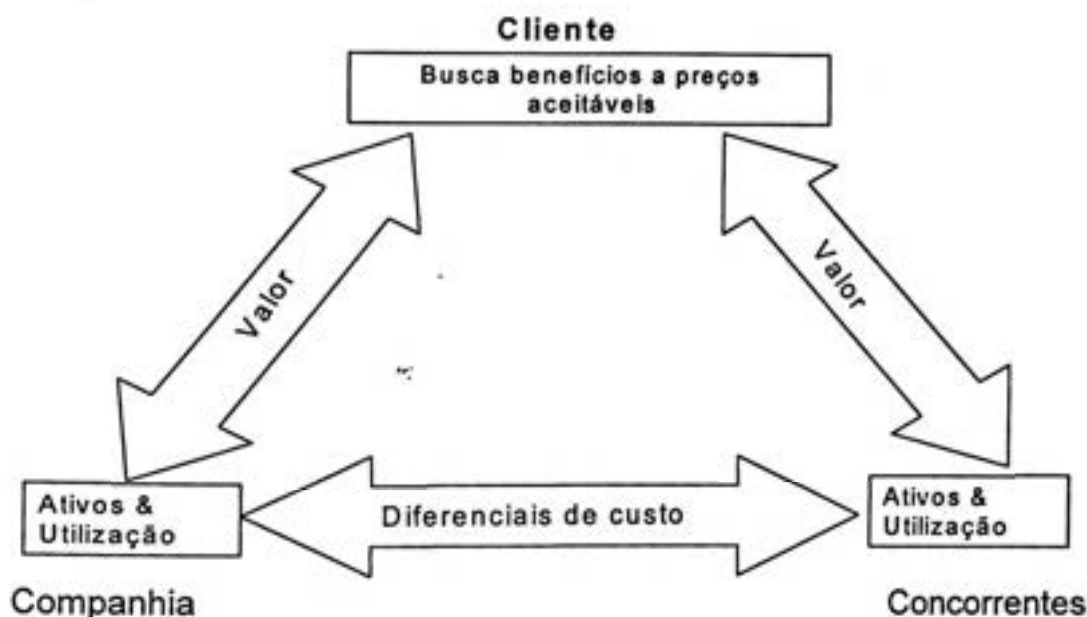 Cliente
Busca benefícios a preços
aceitáveis
Valor
Valor
Ativos &
Utilização
Diferenciais de custo
Ativos &
Utilização
Companhia
Concorrentes